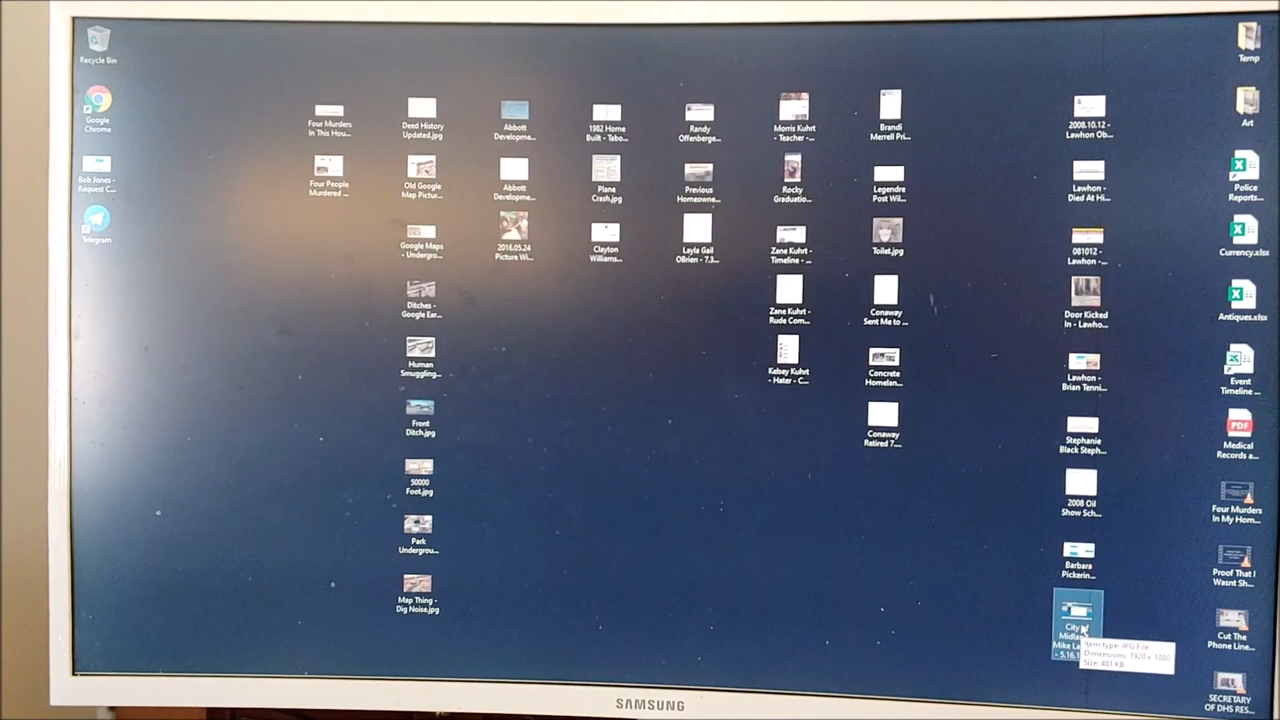 Recycle Bin
Google
Chrome
Bob Jones -
Request C...
Telegram
Four Murders
In This Hou...
Four People
Murdered ...
Deed History
Updated.jpg
Old Google
Map Pictur...
Google Maps
- Undergro...
Ditches -
Google Ear...
Human
Smuggling...
Front
Ditch.jpg
50000
Foot.jpg
Park
Undergrou...
Map Thing -
Dig Noise.jpg
Abbott
Developme...
Abbott
Developme...
2016.05.24
Picture Wi...
1982 Home
Built - Tabo...
Plane
Crash.jpg
Clayton
Williams...
Randy
Offenberge...
Previous
Homeowne...
Layla Gail
OBrien - 7.3...
Morris Kuhrt
- Teacher -...
Rocky
Graduatio...
Zane Kuhrt -
Timeline - ...
Zane Kuhrt -
Rude Com...
Kelsey Kuhrt
- Hater - C...
Brandi
Merrell Pri...
Legendre
Post Wil...
Toilet.jpg
Conaway
Sent Me to ...
Concrete
Homelan...
Conaway
Retired 7....
2008.10.12 -
Lawhon Ob...
Lawhon -
Died At Hi...
081012 -
Lawhon -...
Door Kicked
In - Lawho...
Lawhon -
Brian Tenni...
Stephanie
Black Steph...
2008 Oil
Show Sch...
Barbara
Pickerin...
City
Midla
Mike La
- 5.16.1
Item type: JPG File
Dimensions: 1920 x 1080
Size: 481 KB
Temp
Art
Police
Reports...
Currency.xlsx
Antiques.xlsx
Event
Timeline ...
PDF
Medical
Records a...
Four Murders
In My Hom...
Proof That I
Wasnt Sh...
Cut The
Phone Line...
SECRETARY
OF DHS RES...
SAMSUNG